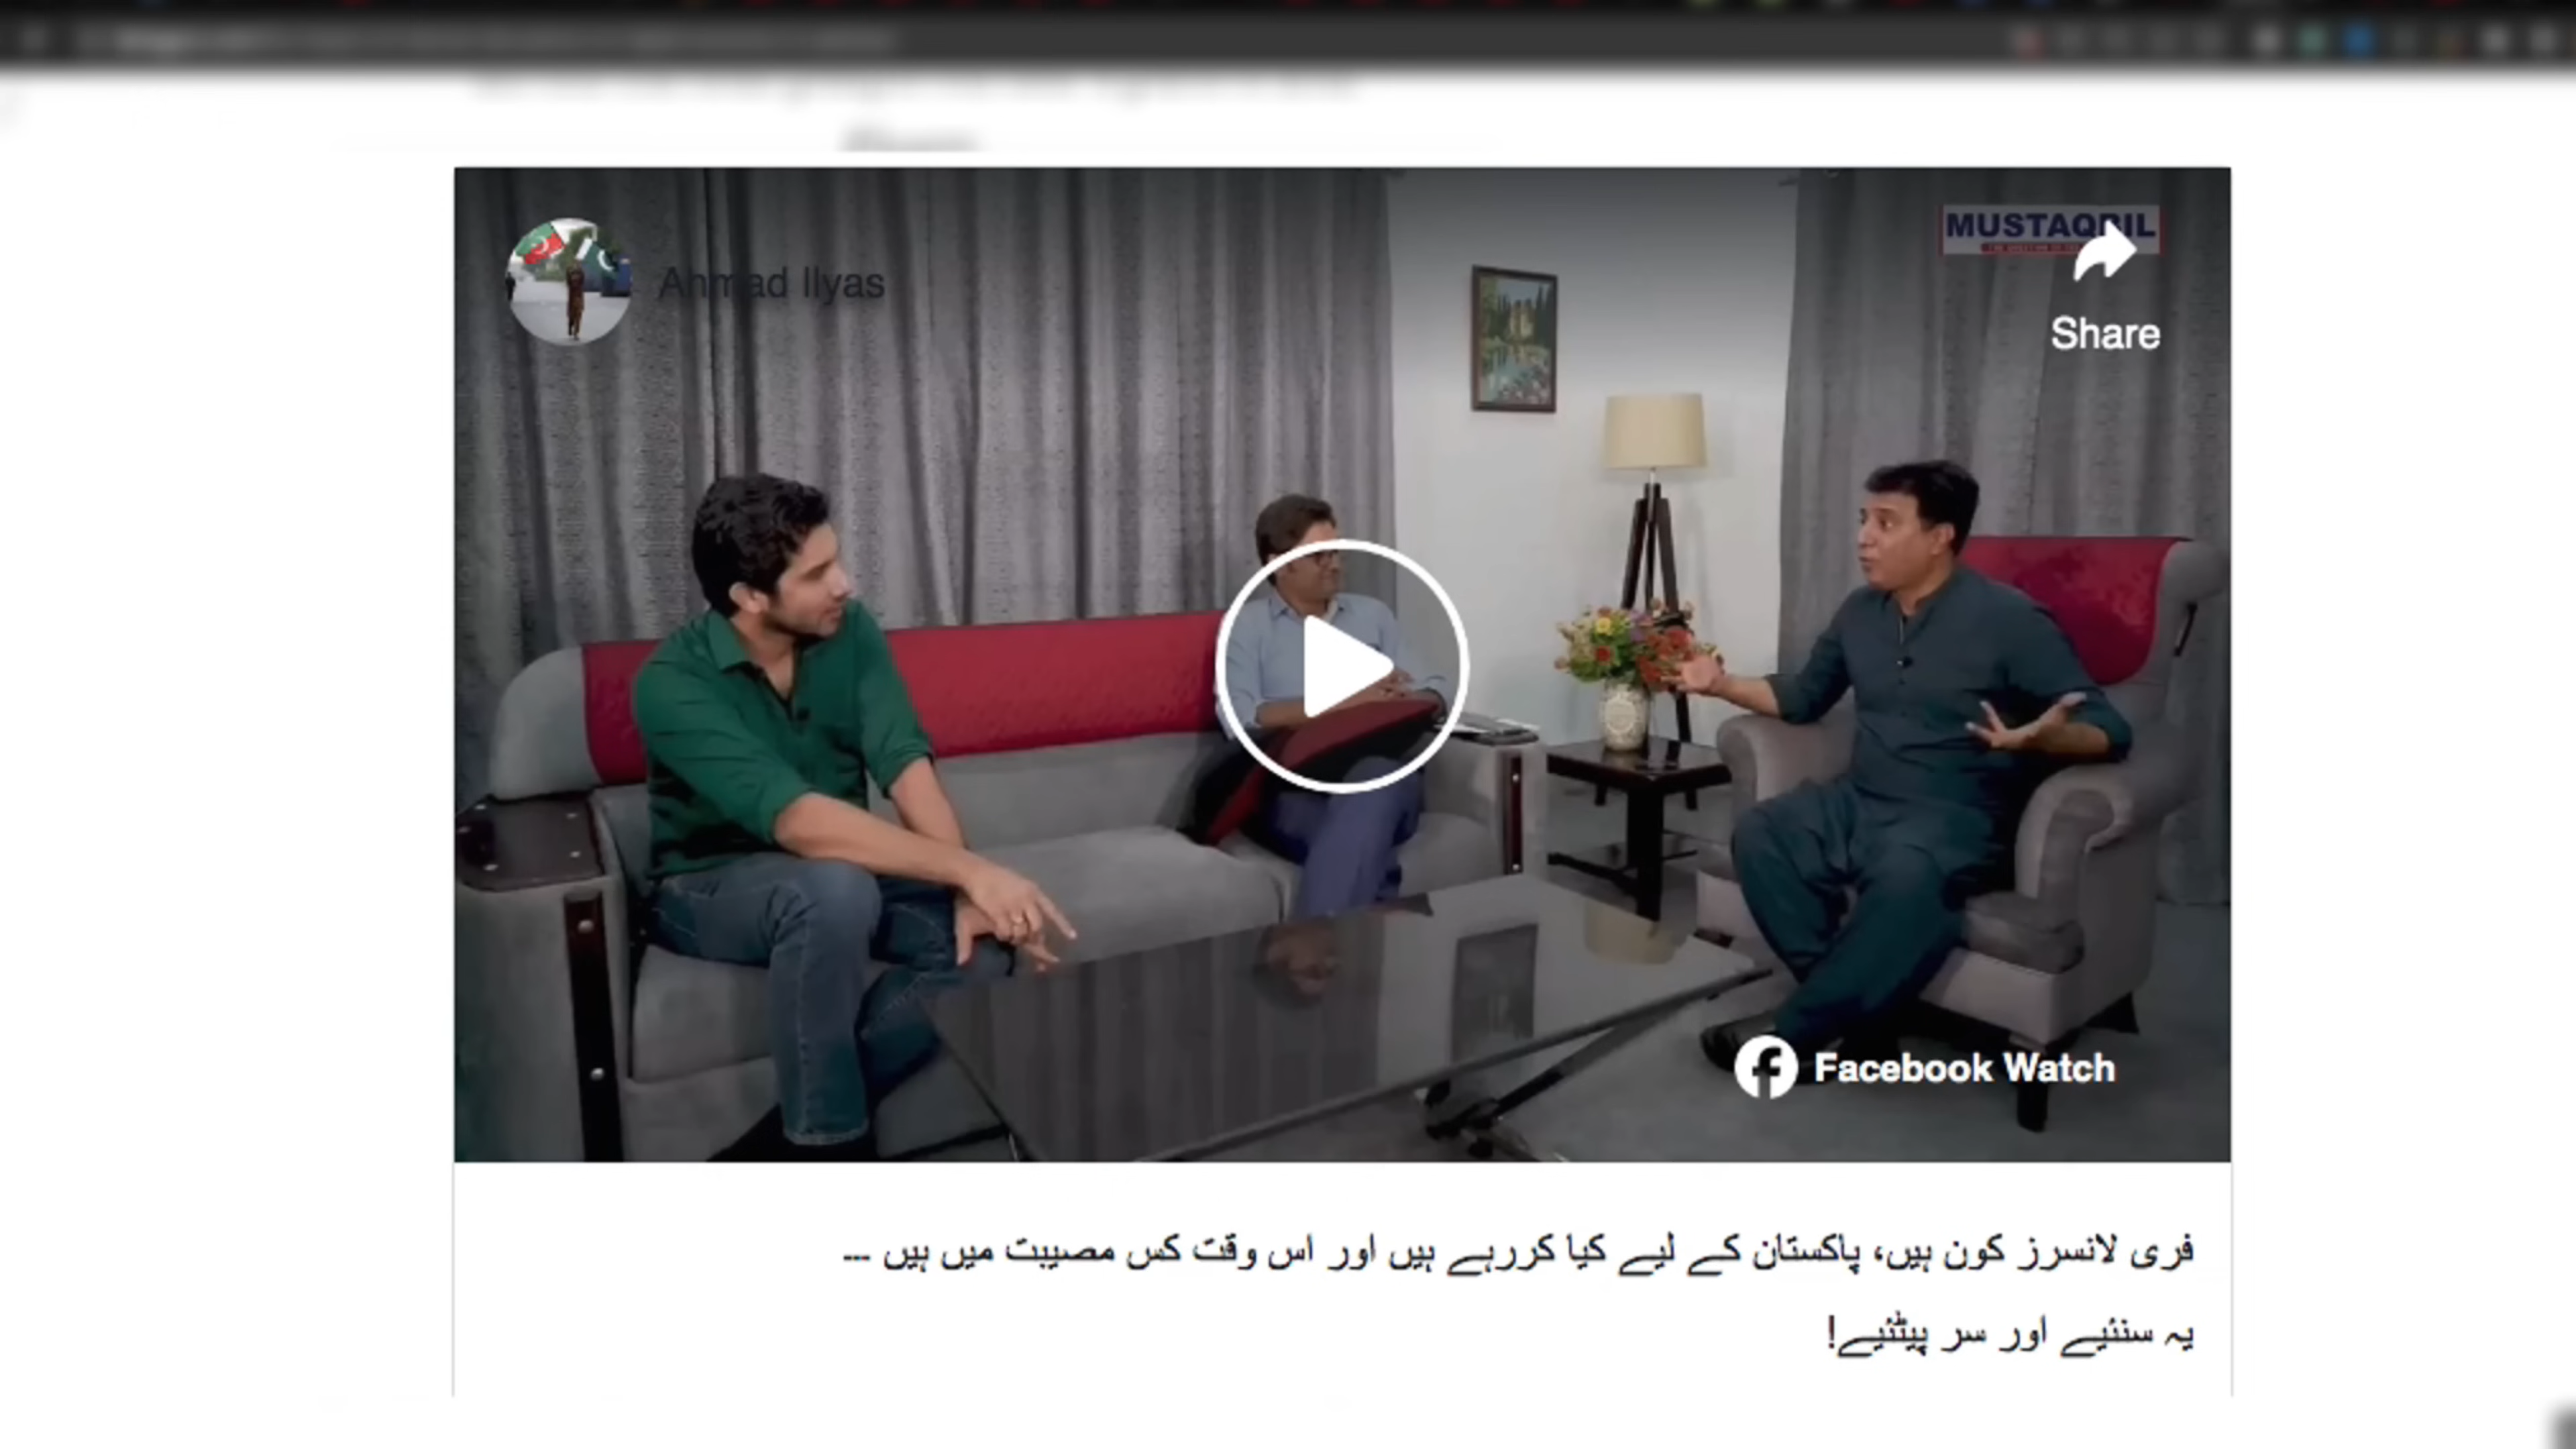 MUSTAQBIL
Ahmad Ilyas
Share
Facebook Watch
فری لانسرز کون ہیں، پاکستان کے لیے کیا کررہے ہیں اور اس وقت کس مصیبت میں ہیں ---
یہ سنئیے اور سر پیٹئیے!